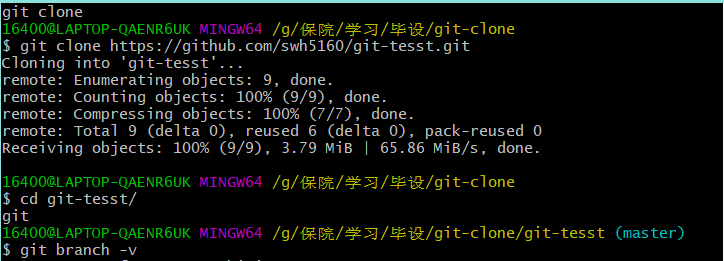 git clone
16400@LAPTOP-QAENR6UK MINGW64 /g/保院/学习/毕设/git-clone
$ git clone https://github.com/swh5160/git-tesst.git
Cloning into 'git-tesst'...
remote: Enumerating objects: 9, done.
remote: Counting objects: 100% (9/9), done.
remote: Compressing objects: 100% (7/7), done.
remote: Total 9 (delta 0), reused 6 (delta 0), pack-reused 0
Receiving objects: 100% (9/9), 3.79 MiB | 65.86 MiB/s, done.
16400@LAPTOP-QAENR6UK MINGW64 /g/保院/学习/毕设/git-clone
$ cd git-tesst/
git
16400@LAPTOP-QAENR6UK MINGW64 /g/保院/学习/毕设/git-clone/git-tesst (master)
$ git branch -v